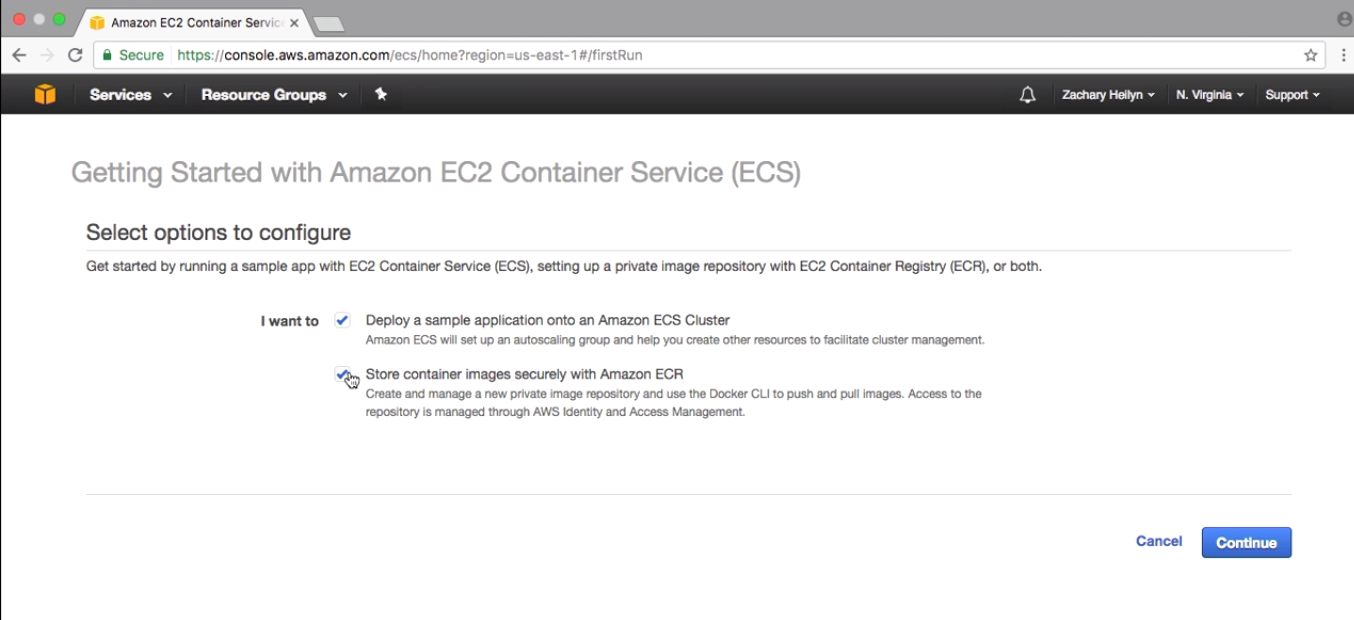 Amazon EC2 Container Servic
Secure https://console.aws.amazon.com/ecs/home?region=us-east-1#/firstRun
Services Resource Groups Zachary Heilyn N. Virginia Support
Getting Started with Amazon EC2 Container Service (ECS)
Select options to configure
Get started by running a sample app with EC2 Container Service (ECS), setting up a private image repository with EC2 Container Registry (ECR), or both.
I want to Deploy a sample application onto an Amazon ECS Cluster
Amazon ECS will set up an autoscaling group and help you create other resources to facilitate cluster management.
Store container images securely with Amazon ECR
Create and manage a new private image repository and use the Docker CLI to push and pull images. Access to the
repository is managed through AWS Identity and Access Management.
Cancel Continue